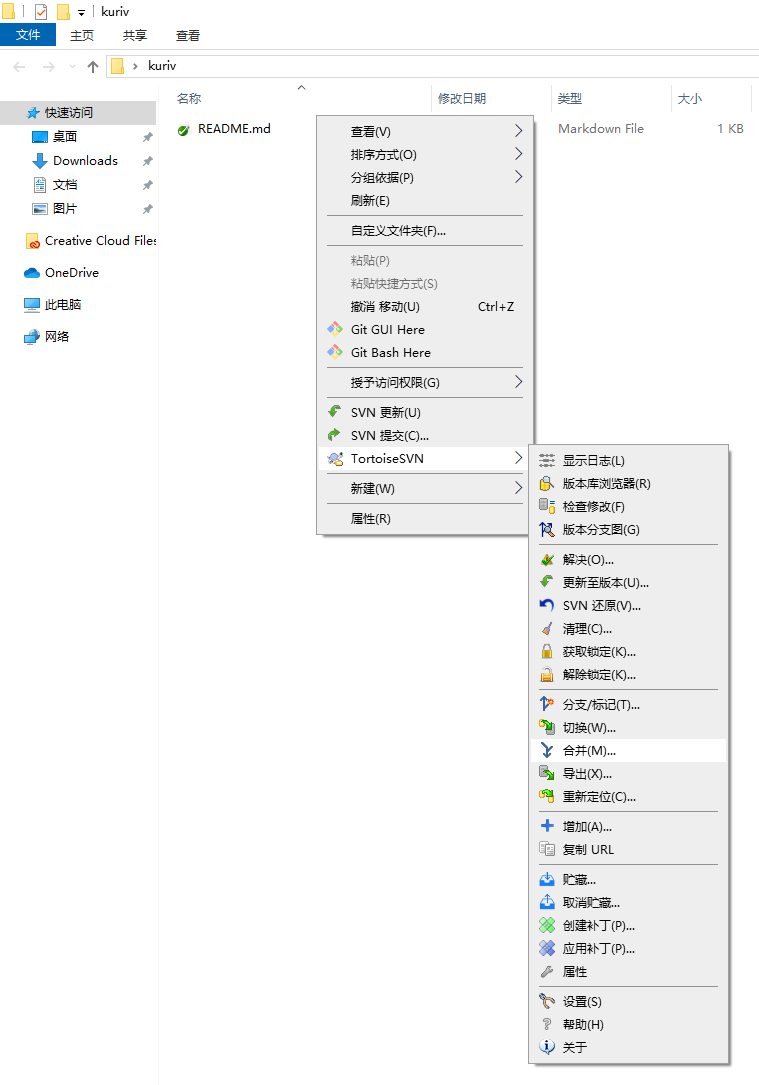 kuriv
文件 主页 共享 查看
kuriv
名称 修改日期 类型 大小
快速访问
README.md Markdown File 1 KB
桌面
Downloads
文档
图片
Creative Cloud Files
OneDrive
此电脑
网络
查看(V)
排序方式(O)
分组依据(P)
刷新(E)
自定义文件夹(F)...
粘贴(P)
粘贴快捷方式(S)
撤消 移动(U) Ctrl+Z
Git GUI Here
Git Bash Here
授予访问权限(G)
SVN 更新(U)
SVN 提交(C)...
TortoiseSVN
新建(W)
属性(R)
显示日志(L)
版本库浏览器(R)
检查修改(F)
版本分支图(G)
解决(O)...
更新至版本(U)...
SVN 还原(V)...
清理(C)...
获取锁定(K)...
解除锁定(K)...
分支/标记(T)...
切换(W)...
合并(M)...
导出(X)...
重新定位(C)...
增加(A)...
复制 URL
贮藏...
取消贮藏...
创建补丁(P)...
应用补丁(P)...
属性
设置(S)
帮助(H)
关于